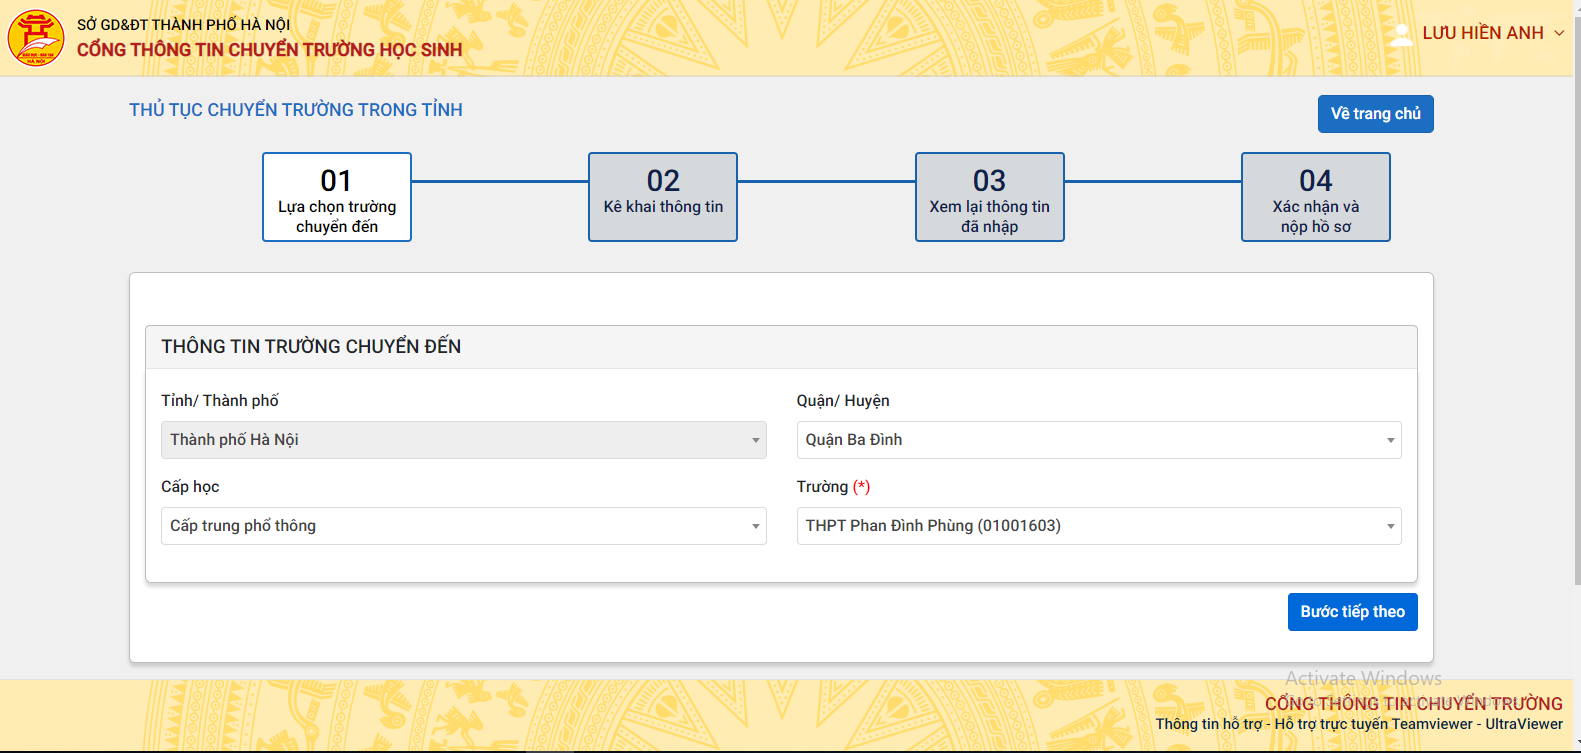 SỞ GD&ĐT THÀNH PHỐ HÀ NỘI
CỔNG THÔNG TIN CHUYỂN TRƯỜNG HỌC SINH
LƯU HIỀN ANH
THỦ TỤC CHUYỂN TRƯỜNG TRONG TỈNH
Về trang chủ
01
Lựa chọn trường
chuyển đến
02
Kê khai thông tin
03
Xem lại thông tin
đã nhập
04
Xác nhận và
nộp hồ sơ
THÔNG TIN TRƯỜNG CHUYỂN ĐẾN
Tỉnh/ Thành phố
Thành phố Hà Nội
Quận/ Huyện
Quận Ba Đình
Cấp học
Cấp trung phổ thông
Trường (*)
THPT Phan Đình Phùng (01001603)
Bước tiếp theo
Activate Windows
CỔNG THÔNG TIN CHUYỂN TRƯỜNG
Thông tin hỗ trợ - Hỗ trợ trực tuyến Teamviewer - UltraViewer